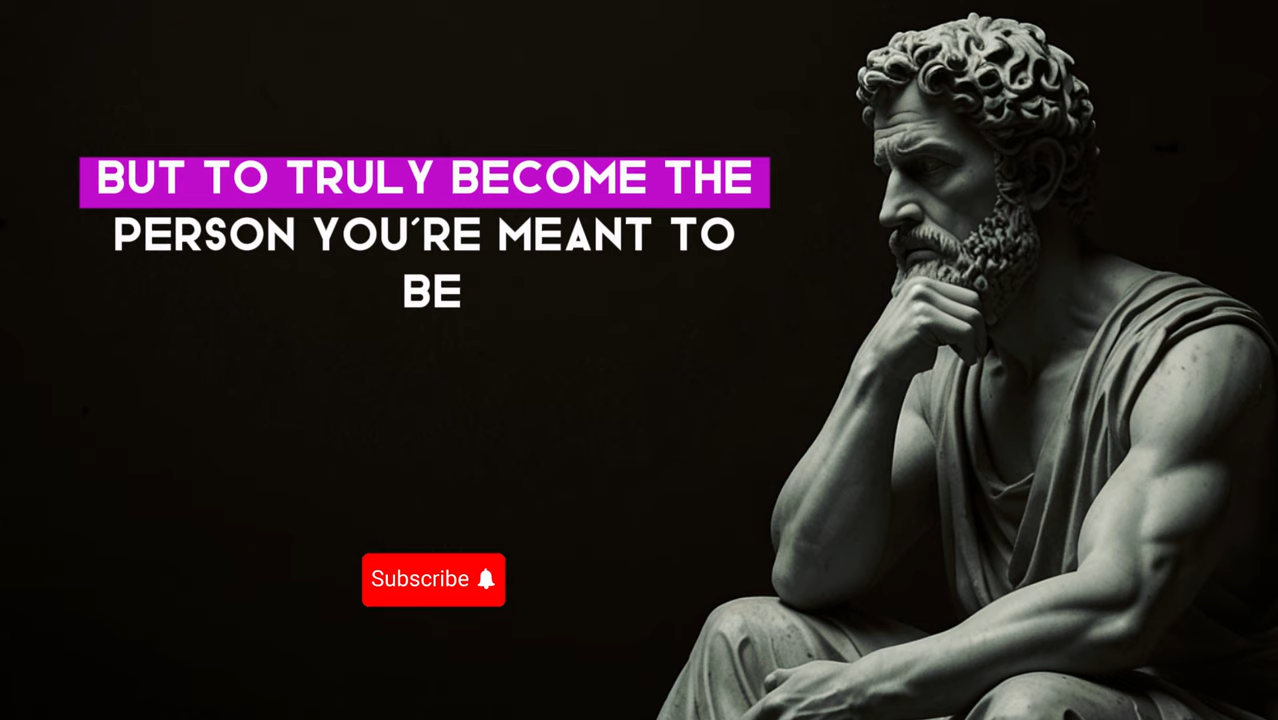 BUT TO TRULY BECOME THE
PERSON YOU'RE MEANT TO
BE
Subscribe